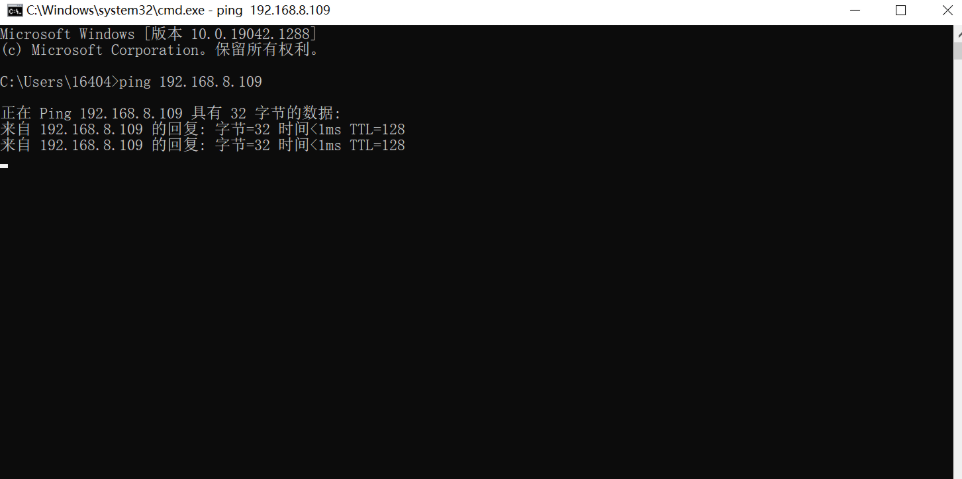 C:\Windows\system32\cmd.exe - ping  192.168.8.109
Microsoft Windows [版本 10.0.19042.1288]
(c) Microsoft Corporation。保留所有权利。
C:\Users\16404>ping 192.168.8.109
正在 Ping 192.168.8.109 具有 32 字节的数据:
来自 192.168.8.109 的回复: 字节=32 时间<1ms TTL=128
来自 192.168.8.109 的回复: 字节=32 时间<1ms TTL=128